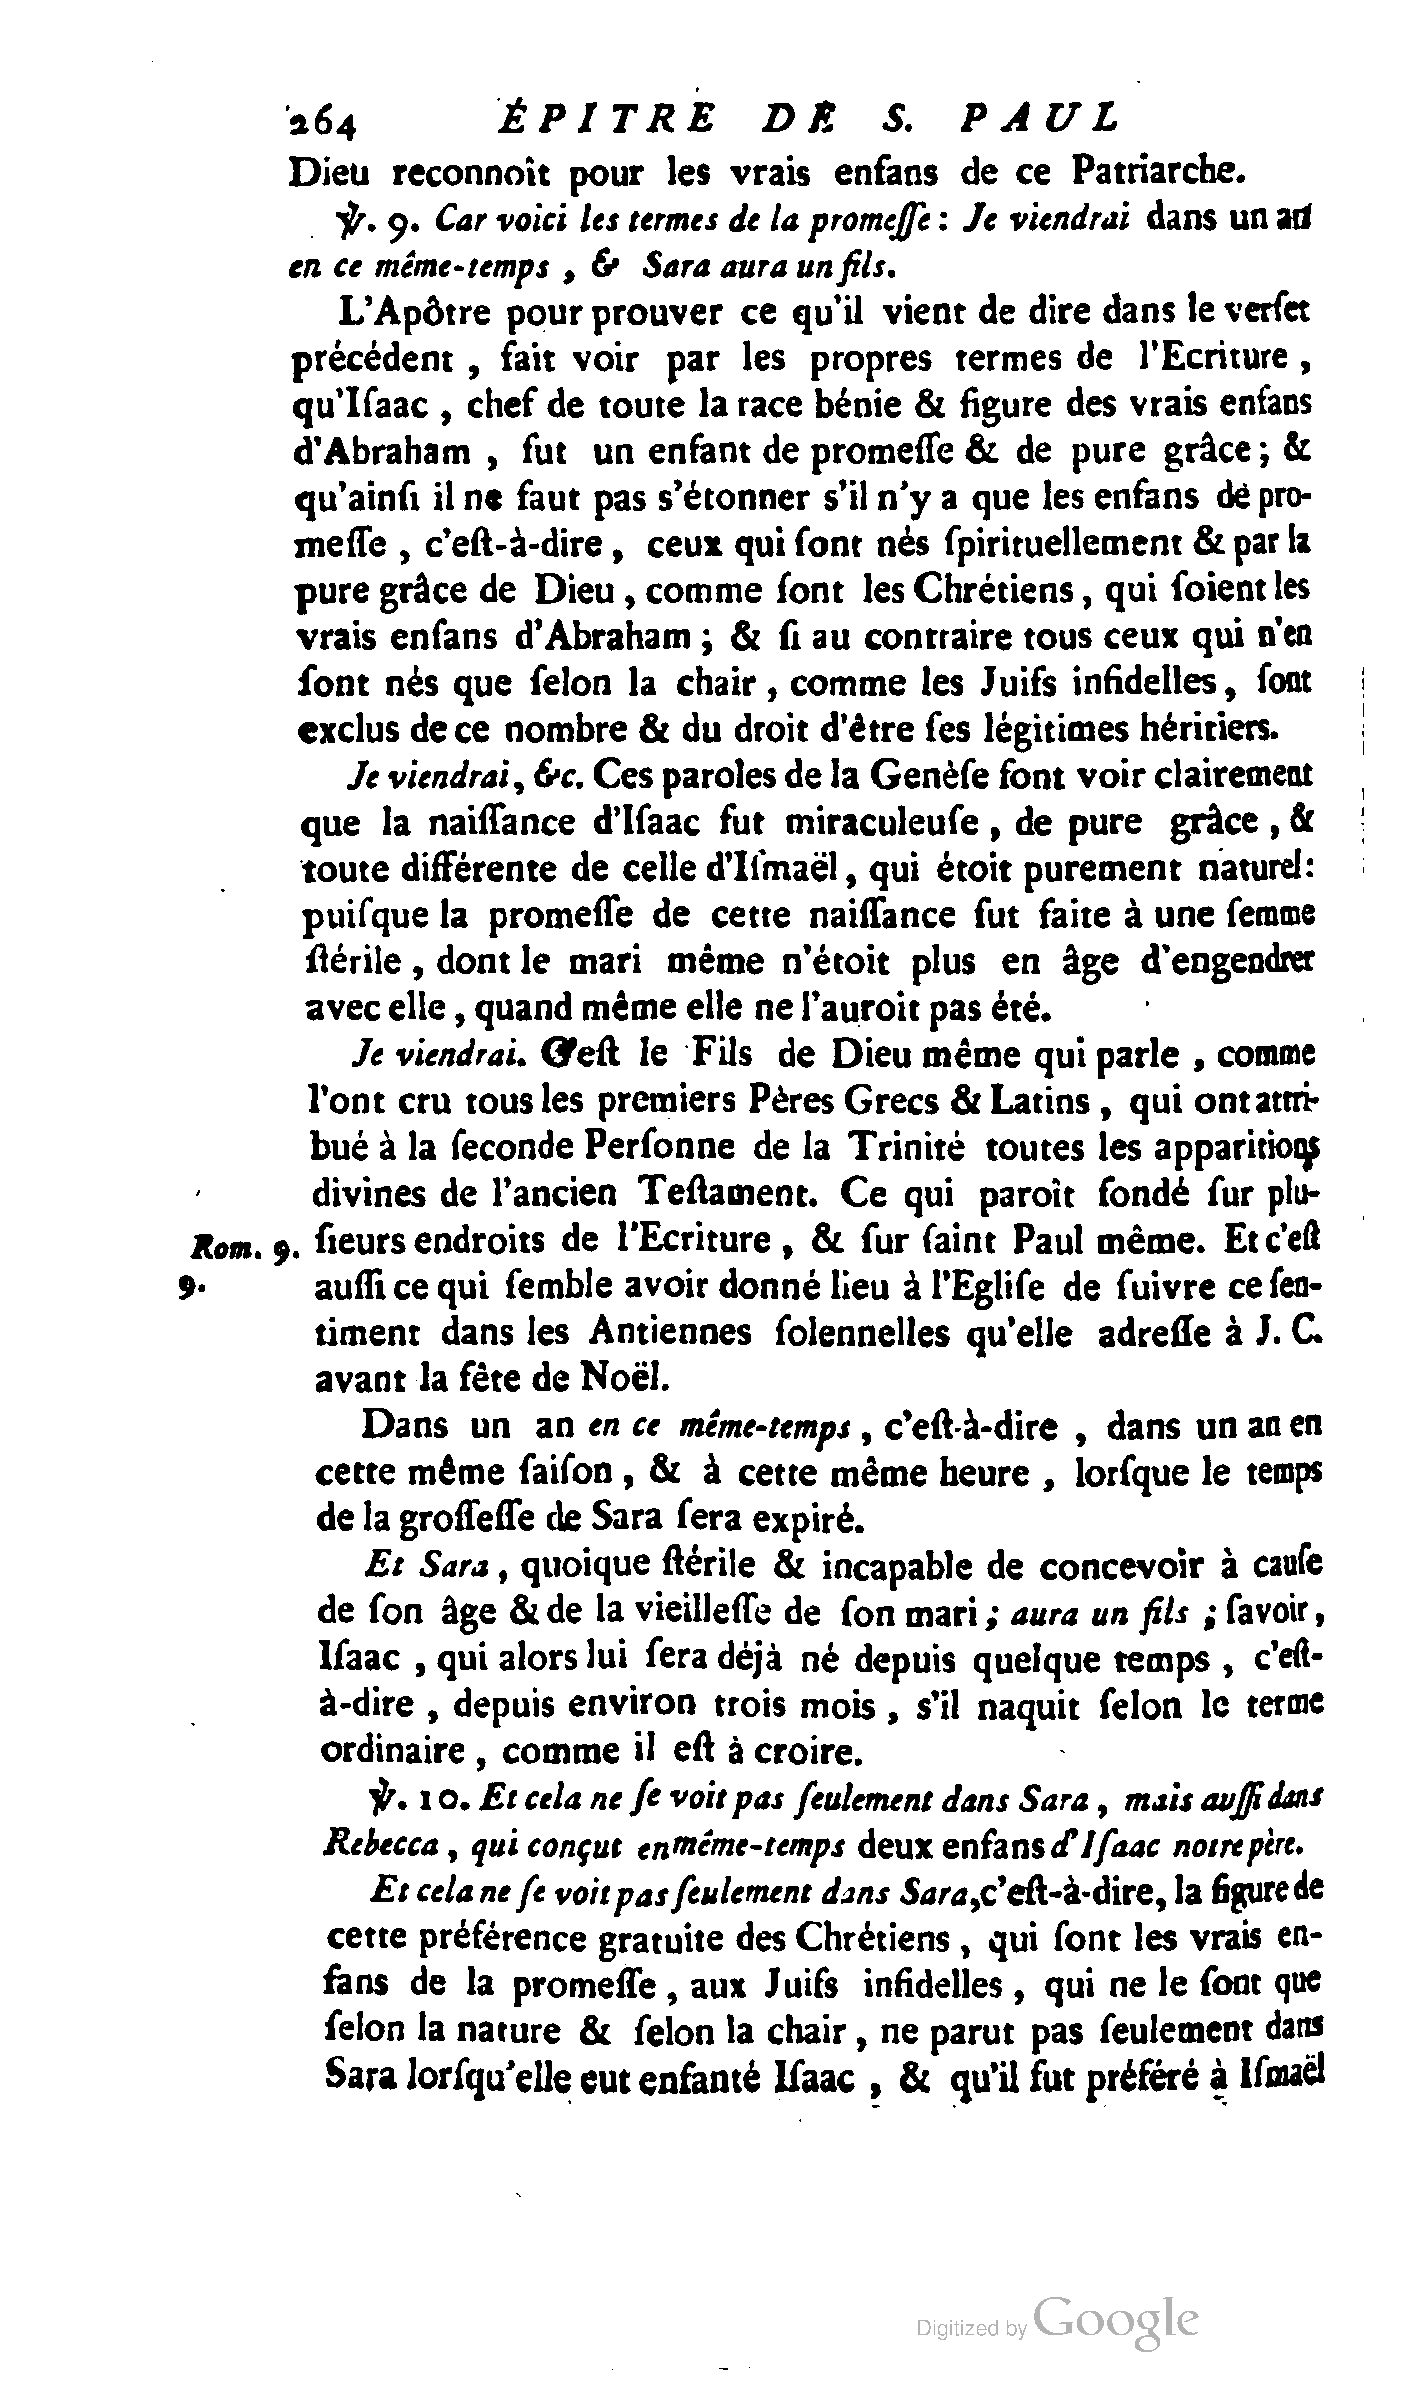 264 ÉPITRE DE S. PAUL
Dieu reconnoît pour les vrais enfans de ce Patriarche.
℣. 9. Car voici les termes de la promeſſe : Je viendrai dans un an
en ce même-temps , & Sara aura un fils.
L'Apôtre pour prouver ce qu'il vient de dire dans le verſet
précédent , fait voir par les propres termes de l'Ecriture ,
qu'Iſaac , chef de toute la race bénie & figure des vrais enfans
d'Abraham , fut un enfant de promeſſe & de pure grâce ; &
qu'ainſi il ne faut pas s'étonner s'il n'y a que les enfans de pro-
meſſe , c'eſt-à-dire , ceux qui ſont nés ſpirituellement & par la
pure grâce de Dieu , comme ſont les Chrétiens , qui ſoient les
vrais enfans d'Abraham ; & ſi au contraire tous ceux qui n'en
ſont nés que ſelon la chair , comme les Juifs infidelles , ſont
exclus de ce nombre & du droit d'être ſes légitimes héritiers.
Je viendrai, &c. Ces paroles de la Genèſe font voir clairement
que la naiſſance d'Iſaac fut miraculeuſe , de pure grâce , &
toute différente de celle d'Iſmaël , qui étoit purement naturel :
puiſque la promeſſe de cette naiſſance fut faite à une femme
ſtérile , dont le mari même n'étoit plus en âge d'engendrer
avec elle , quand même elle ne l'auroit pas été.
Je viendrai. C'eſt le Fils de Dieu même qui parle , comme
l'ont cru tous les premiers Pères Grecs & Latins , qui ont attri-
bué à la ſeconde Perſonne de la Trinité toutes les apparitions
divines de l'ancien Teſtament. Ce qui paroît fondé ſur plu-
Rom. 9. ſieurs endroits de l'Ecriture , & ſur ſaint Paul même. Et c'eſt
9. auſſi ce qui ſemble avoir donné lieu à l'Egliſe de ſuivre ce ſen-
timent dans les Antiennes ſolennelles qu'elle adreſſe à J. C.
avant la fête de Noël.
Dans un an en ce même-temps , c'eſt-à-dire , dans un an en
cette même ſaiſon , & à cette même heure , lorſque le temps
de la groſſeſſe de Sara ſera expiré.
Et Sara , quoique ſtérile & incapable de concevoir à cauſe
de ſon âge & de la vieilleſſe de ſon mari ; aura un fils ; ſavoir,
Iſaac , qui alors lui ſera déjà né depuis quelque temps , c'eſt-
à-dire , depuis environ trois mois , s'il naquit ſelon le terme
ordinaire , comme il eſt à croire.
℣. 10. Et cela ne ſe voit pas ſeulement dans Sara , mais auſſi dans
Rebecca , qui conçut en même-temps deux enfans d'Iſaac notre père.
Et cela ne ſe voit pas ſeulement dans Sara, c'eſt-à-dire, la figure de
cette préférence gratuite des Chrétiens , qui ſont les vrais en-
fans de la promeſſe , aux Juifs infidelles , qui ne le ſont que
ſelon la nature & ſelon la chair , ne parut pas ſeulement dans
Sara lorſqu'elle eut enfanté Iſaac , & qu'il fut préféré à Iſmaël
Digitized by Google